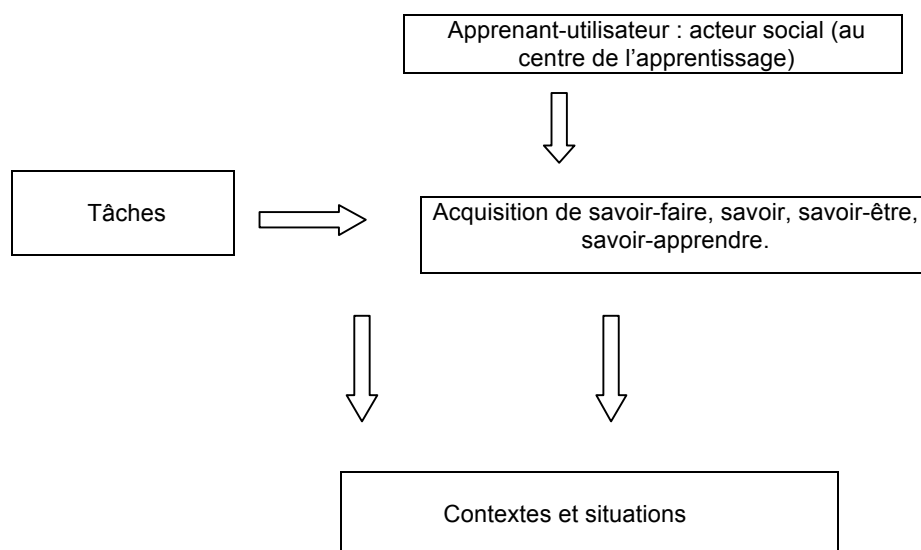 Apprenant-utilisateur : acteur social (au
centre de l’apprentissage)
Tâches
Acquisition de savoir-faire, savoir, savoir-être,
savoir-apprendre.
Contextes et situations